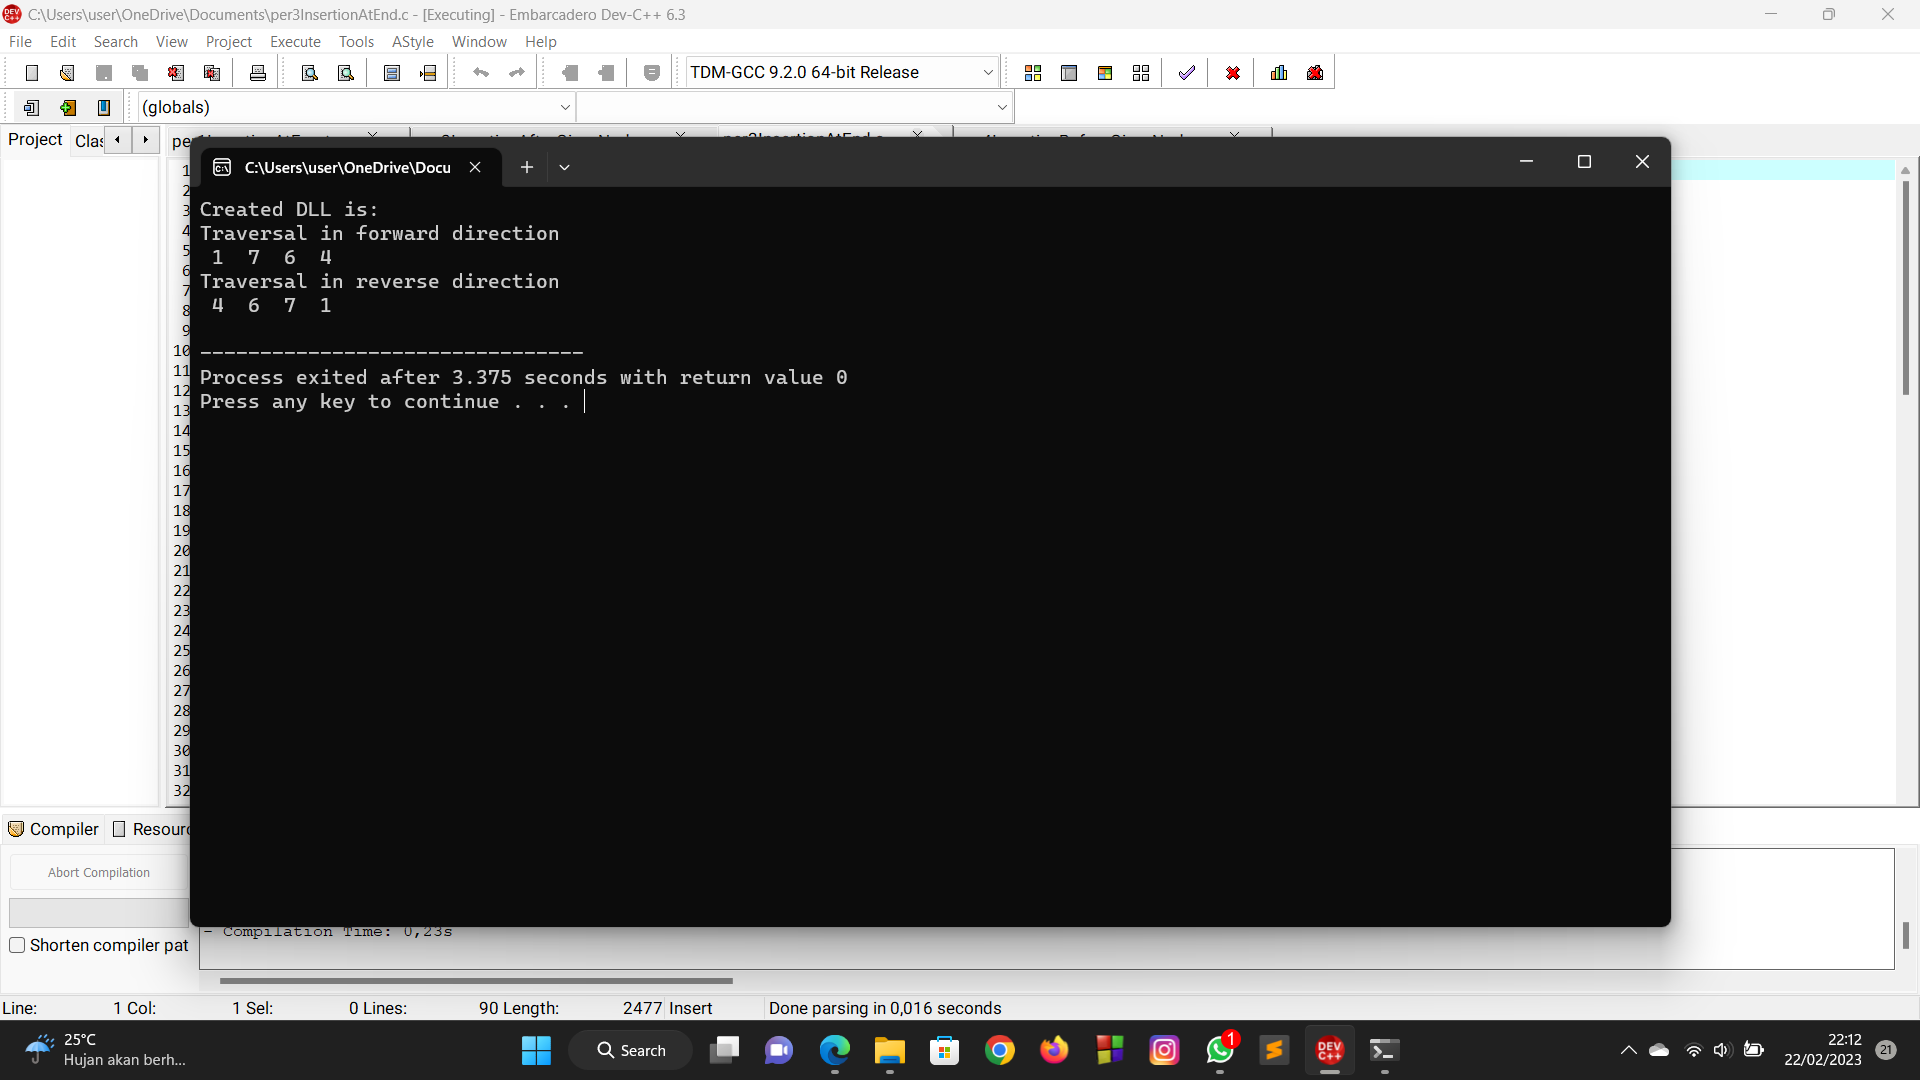 C:\Users\user\OneDrive\Documents\per3InsertionAtEnd.c - [Executing] - Embarcadero Dev-C++ 6.3
File Edit Search View Project Execute Tools AStyle Window Help
TDM-GCC 9.2.0 64-bit Release
(globals)
Project Clas
C:\Users\user\OneDrive\Docu
Created DLL is:
Traversal in forward direction
1 7 6 4
Traversal in reverse direction
4 6 7 1
--------------------------------
Process exited after 3.375 seconds with return value 0
Press any key to continue . . .
1
2
3
4
5
6
7
8
9
10
11
12
13
14
15
16
17
18
19
20
21
22
23
24
25
26
27
28
29
30
31
32
Compiler Resourc
Abort Compilation
- Compilation Time: 0,23s
Shorten compiler pat
Line: 1 Col: 1 Sel: 0 Lines: 90 Length: 2477 Insert Done parsing in 0,016 seconds
25°C
Hujan akan berh...
Search
1
DEV C++
22:12
22/02/2023
21